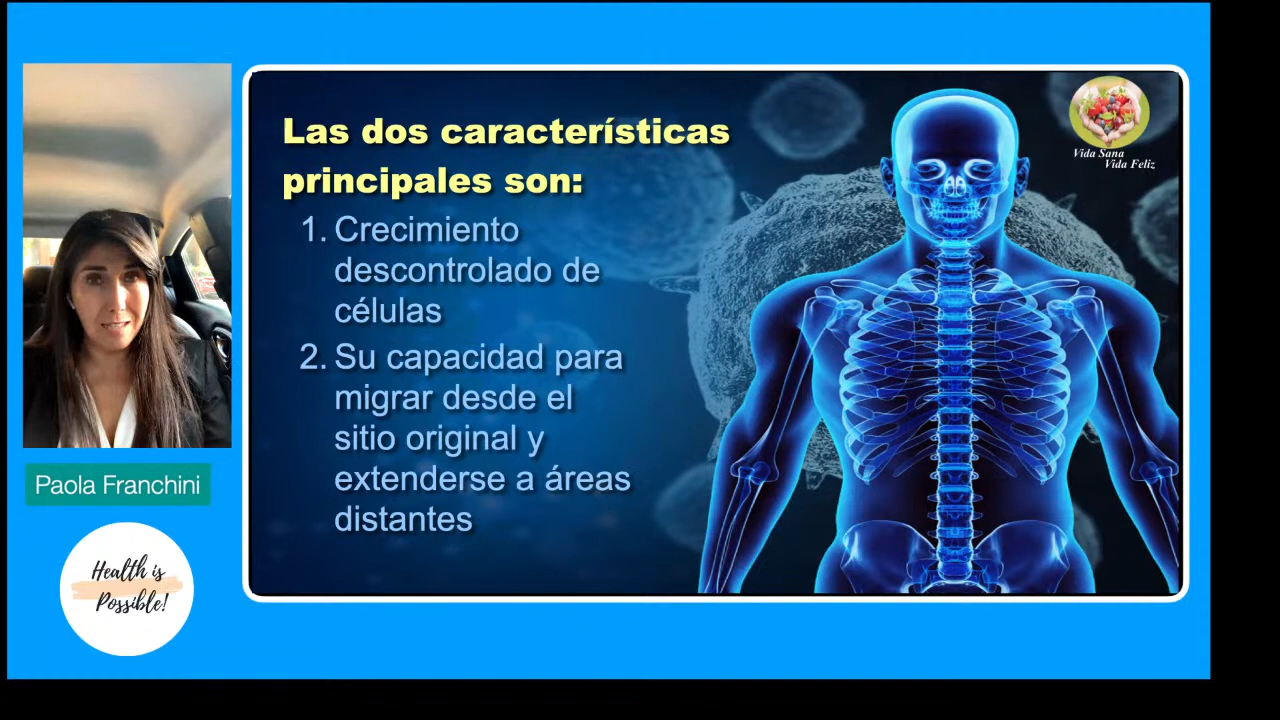 Las dos características
principales son:
1. Crecimiento
descontrolado de
células
2. Su capacidad para
migrar desde el
sitio original y
extenderse a áreas
distantes
Vida Sana
Vida Feliz
Paola Franchini
Health is
Possible!